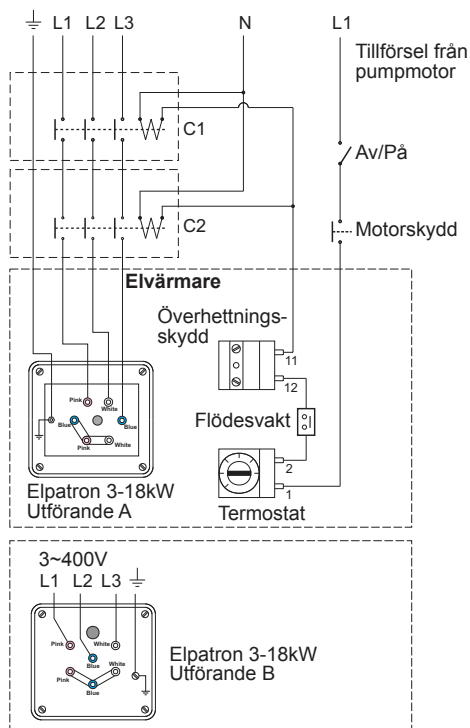 L1 L2 L3 N L1
Tillförsel från
pumpmotor
C1
Av/På
C2
Motorskydd
Elvärmare
Överhettnings-
skydd
11
12
Pink
White
Blue
Blue
Pink
White
Flödesvakt
2
1
Elpatron 3-18kW
Utförande A
Termostat
3~400V
L1 L2 L3
Pink
White
Blue
White
Pink
Blue
Elpatron 3-18kW
Utförande B